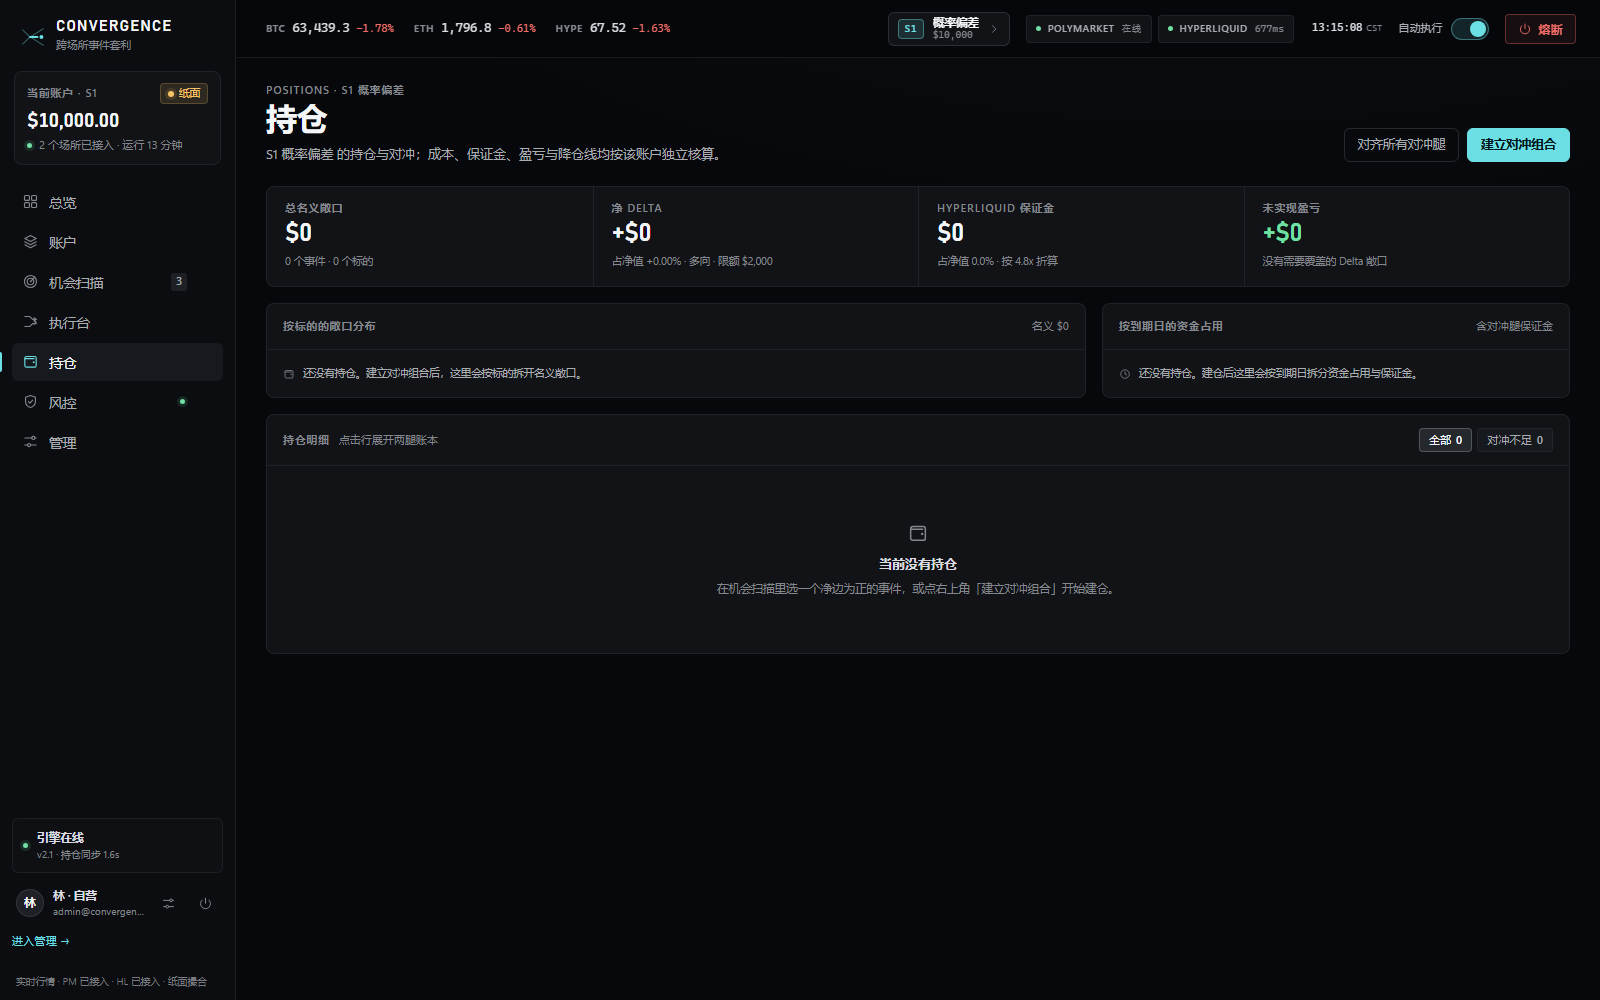 CONVERGENCE
跨场所事件套利
当前账户 · S1
纸面
$10,000.00
2 个场所已接入 · 运行 13 分钟
总览
账户
机会扫描
3
执行台
持仓
风控
管理
引擎在线
v2.1 · 持仓同步 1.6s
林
林 · 自营
admin@convergen...
进入管理 →
实时行情 · PM 已接入 · HL 已接入 · 纸面撮合
BTC 63,439.3 −1.78% ETH 1,796.8 −0.61% HYPE 67.52 −1.63%
S1
概率偏差
$10,000
POLYMARKET 在线
HYPERLIQUID 677ms
13:15:08 CST
自动执行
熔断
POSITIONS · S1 概率偏差
持仓
S1 概率偏差 的持仓与对冲；成本、保证金、盈亏与降仓线均按该账户独立核算。
对齐所有对冲腿
建立对冲组合
总名义敞口
$0
0 个事件 · 0 个标的
净 DELTA
+$0
占净值 +0.00% · 多向 · 限额 $2,000
HYPERLIQUID 保证金
$0
占净值 0.0% · 按 4.8x 折算
未实现盈亏
+$0
没有需要覆盖的 Delta 敞口
按标的的敞口分布
名义 $0
还没有持仓。建立对冲组合后，这里会按标的拆开名义敞口。
按到期日的资金占用
含对冲腿保证金
还没有持仓。建仓后这里会按到期日拆分资金占用与保证金。
持仓明细 点击行展开两腿账本
全部 0
对冲不足 0
当前没有持仓
在机会扫描里选一个净边为正的事件，或点右上角「建立对冲组合」开始建仓。